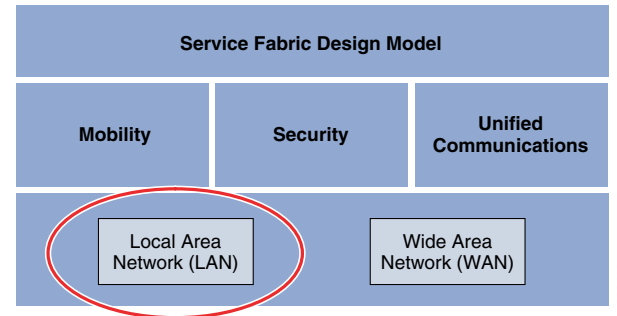 Service Fabric Design Model
Mobility
Security
Unified
Communications
Local Area
Network (LAN)
Wide Area
Network (WAN)